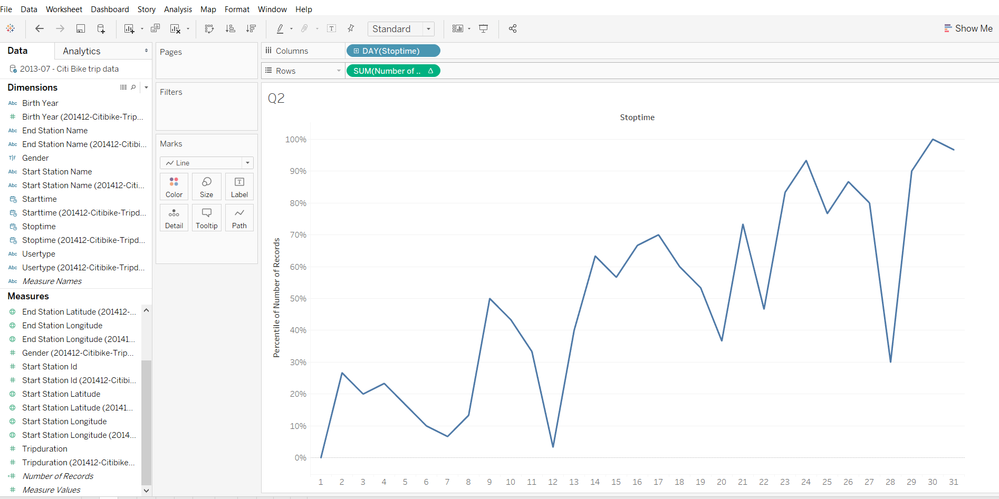 File Data Worksheet Dashboard Story Analysis Map Format Window Help
Standard
Show Me
Data Analytics
2013-07 - Citi Bike trip data
Dimensions
Abc Birth Year
# Birth Year (201412-Citibike-Trip...
Abc End Station Name
Abc End Station Name (201412-Citibi...
T|F Gender
Abc Start Station Name
Abc Start Station Name (201412-Citi...
Starttime
Starttime (201412-Citibike-Tripd...
Stoptime
Stoptime (201412-Citibike-Tripd...
Abc Usertype
Abc Usertype (201412-Citibike-Tripd...
Abc Measure Names
Measures
End Station Latitude (201412-...
End Station Longitude
End Station Longitude (20141...
# Gender (201412-Citibike-Trip...
# Start Station Id
# Start Station Id (201412-Citibi...
Start Station Latitude
Start Station Latitude (20141...
Start Station Longitude
Start Station Longitude (2014...
# Tripduration
# Tripduration (201412-Citibike...
=# Number of Records
# Measure Values
Pages
Filters
Marks
Line
Color Size Label
Detail Tooltip Path
Columns DAY(Stoptime)
Rows SUM(Number of .. Δ
Q2
Stoptime
Percentile of Number of Records
100%
90%
80%
70%
60%
50%
40%
30%
20%
10%
0%
1 2 3 4 5 6 7 8 9 10 11 12 13 14 15 16 17 18 19 20 21 22 23 24 25 26 27 28 29 30 31